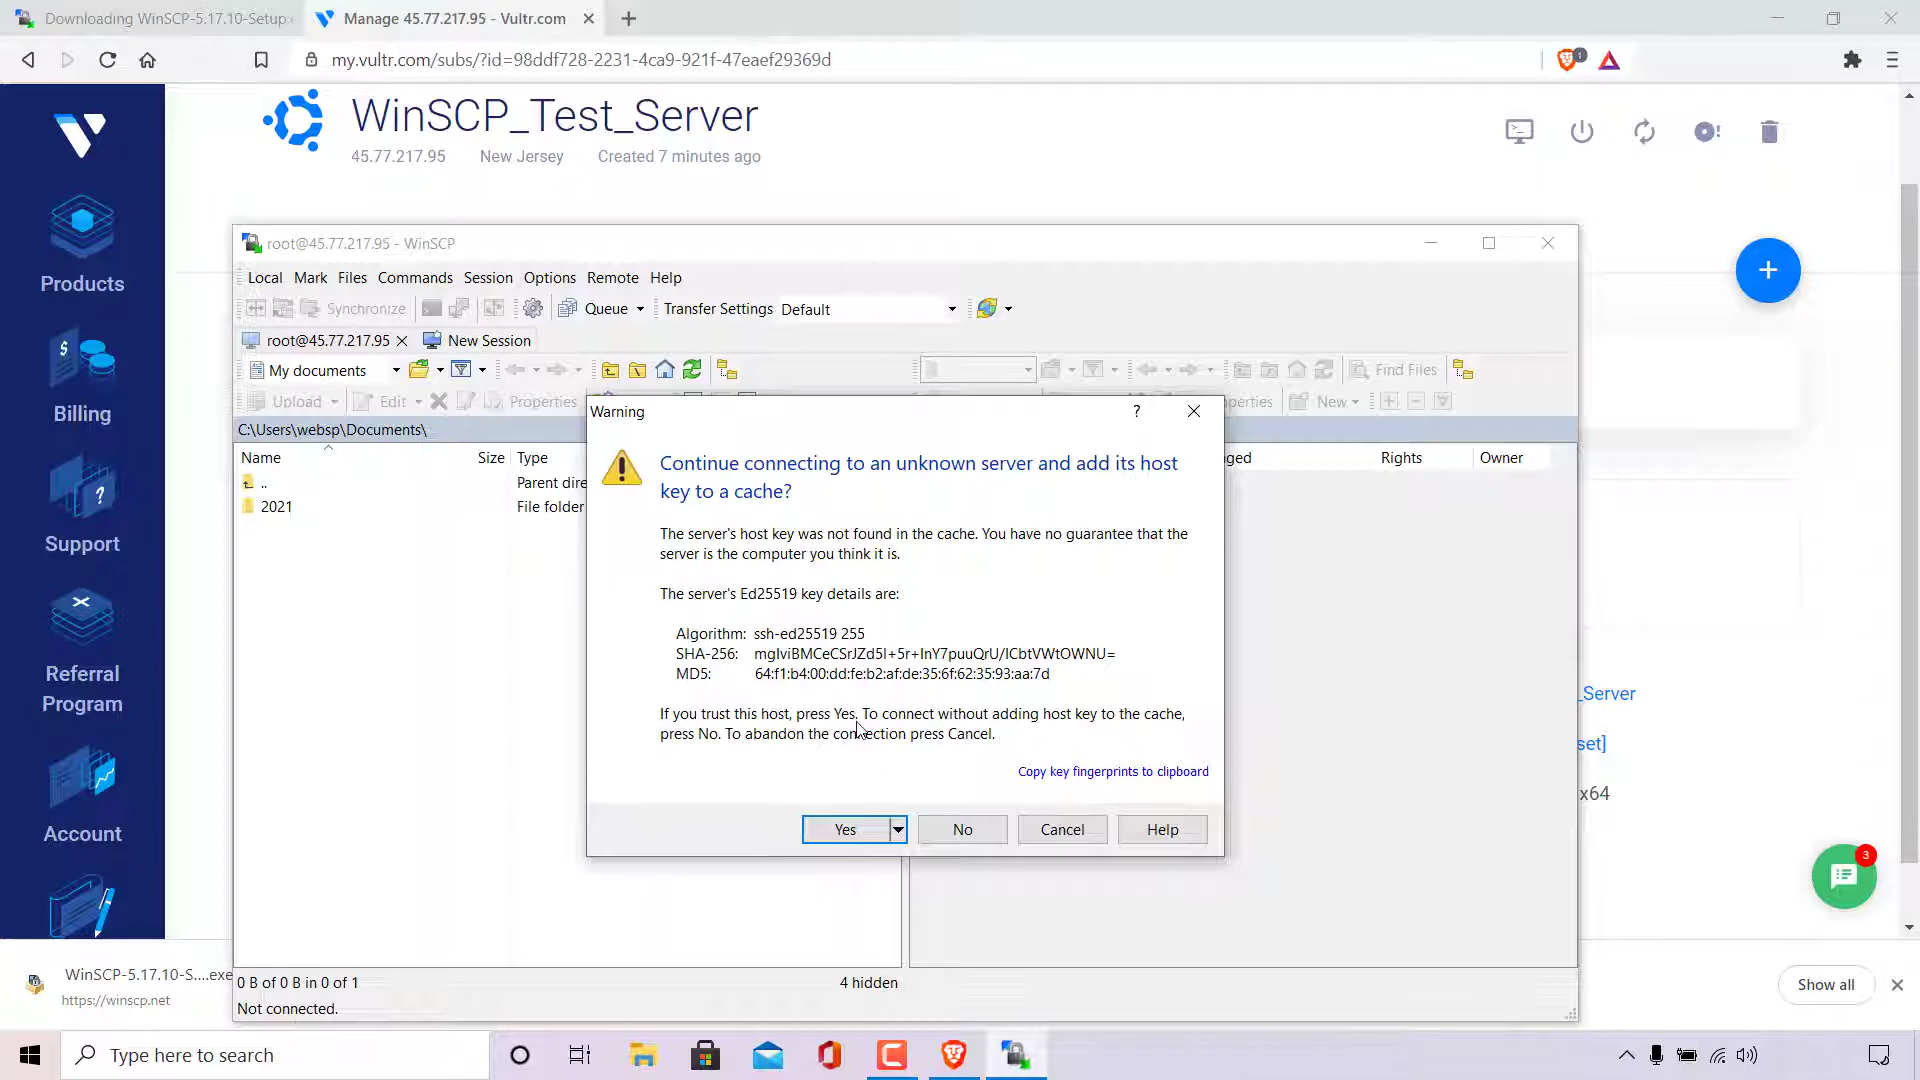 Downloading WinSCP-5.17.10-Setup.e
Manage 45.77.217.95 - Vultr.com
my.vultr.com/subs/?id=98ddf728-2231-4ca9-921f-47eaef29369d
1
WinSCP_Test_Server
45.77.217.95 New Jersey Created 7 minutes ago
Products
Billing
Support
Referral
Program
Account
root@45.77.217.95 - WinSCP
Local Mark Files Commands Session Options Remote Help
Synchronize Queue Transfer Settings Default
root@45.77.217.95 New Session
My documents Find Files
Upload Edit Properties operties New
C:\Users\websp\Documents\
Name Size Type ged Rights Owner
.. Parent dire
2021 File folder
Warning
Continue connecting to an unknown server and add its host
key to a cache?
The server's host key was not found in the cache. You have no guarantee that the
server is the computer you think it is.
The server's Ed25519 key details are:
Algorithm: ssh-ed25519 255
SHA-256: mgIviBMCeCSrJZd5I+5r+InY7puuQrU/ICbtVWtOWNU=
MD5: 64:f1:b4:00:dd:fe:b2:af:de:35:6f:62:35:93:aa:7d
If you trust this host, press Yes. To connect without adding host key to the cache,
press No. To abandon the connection press Cancel.
Copy key fingerprints to clipboard
Yes No Cancel Help
_Server
set]
x64
3
0 B of 0 B in 0 of 1 4 hidden
Not connected.
WinSCP-5.17.10-S....exe
https://winscp.net
Show all
Type here to search